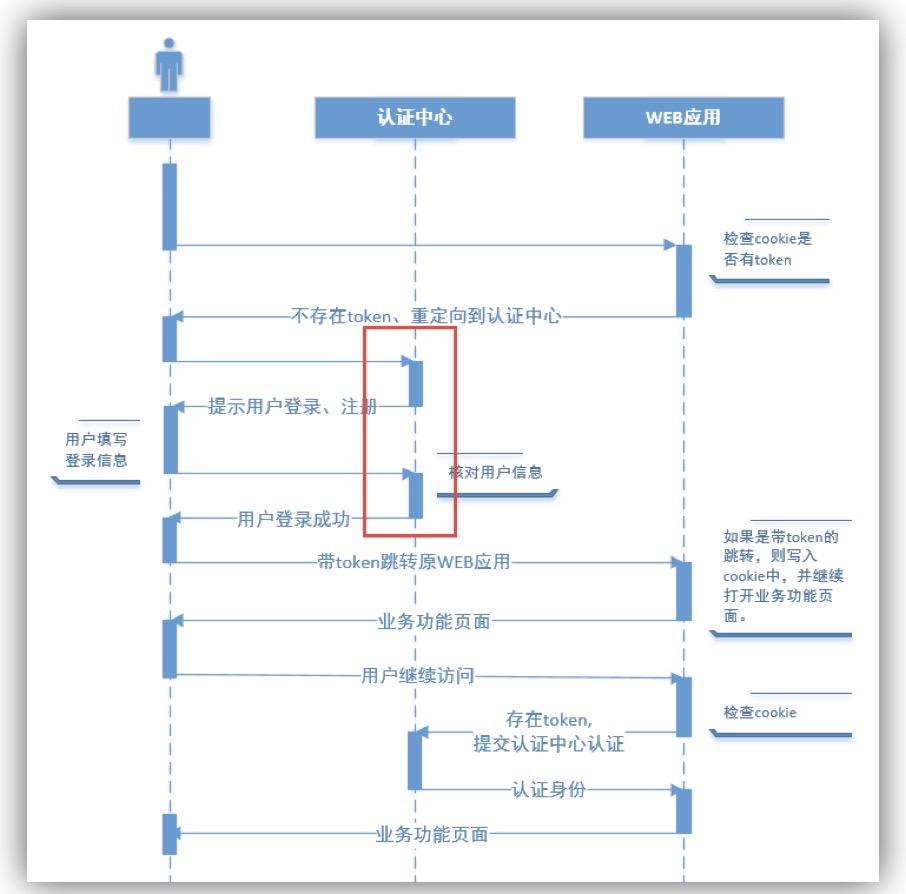 认证中心
WEB应用
检查cookie是
否有token
不存在token、重定向到认证中心
提示用户登录、注册
用户填写
登录信息
核对用户信息
用户登录成功
如果是带token的
跳转，则写入
cookie中，并继续
打开业务功能页
面。
带token跳转原WEB应用
业务功能页面
用户继续访问
检查cookie
存在token,
提交认证中心认证
认证身份
业务功能页面